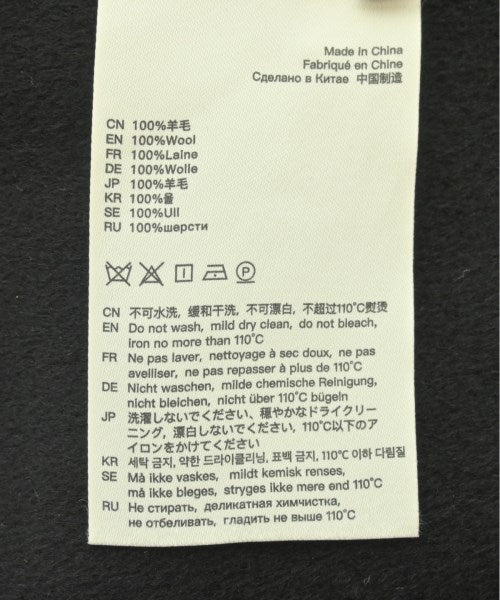 Made in China
Fabriqué en Chine
Сделано в Китае 中国制造
CN 100%羊毛
EN 100%Wool
FR 100%Laine
DE 100%Wolle
JP 100%羊毛
KR 100%울
SE 100%Ull
RU 100%шерсти
CN 不可水洗, 缓和干洗, 不可漂白, 不超过110°C熨烫
EN Do not wash, mild dry clean, do not bleach,
iron no more than 110°C
FR Ne pas laver, nettoyage à sec doux, ne pas
avelliser, ne pas repasser à plus de 110°C
DE Nicht waschen, milde chemische Reinigung,
nicht bleichen, nicht über 110°C bügeln
JP 洗濯しないでください、穏やかなドライクリー
ニング, 漂白しないでください, 110°C以下のア
イロンをかけてください
KR 세탁 금지, 약한 드라이클리닝, 표백 금지, 110°C 이하 다림질
SE Må ikke vaskes, mildt kemisk renses,
må ikke bleges, stryges ikke mere end 110°C
RU Не стирать, деликатная химчистка,
не отбеливать, гладить не выше 110°C